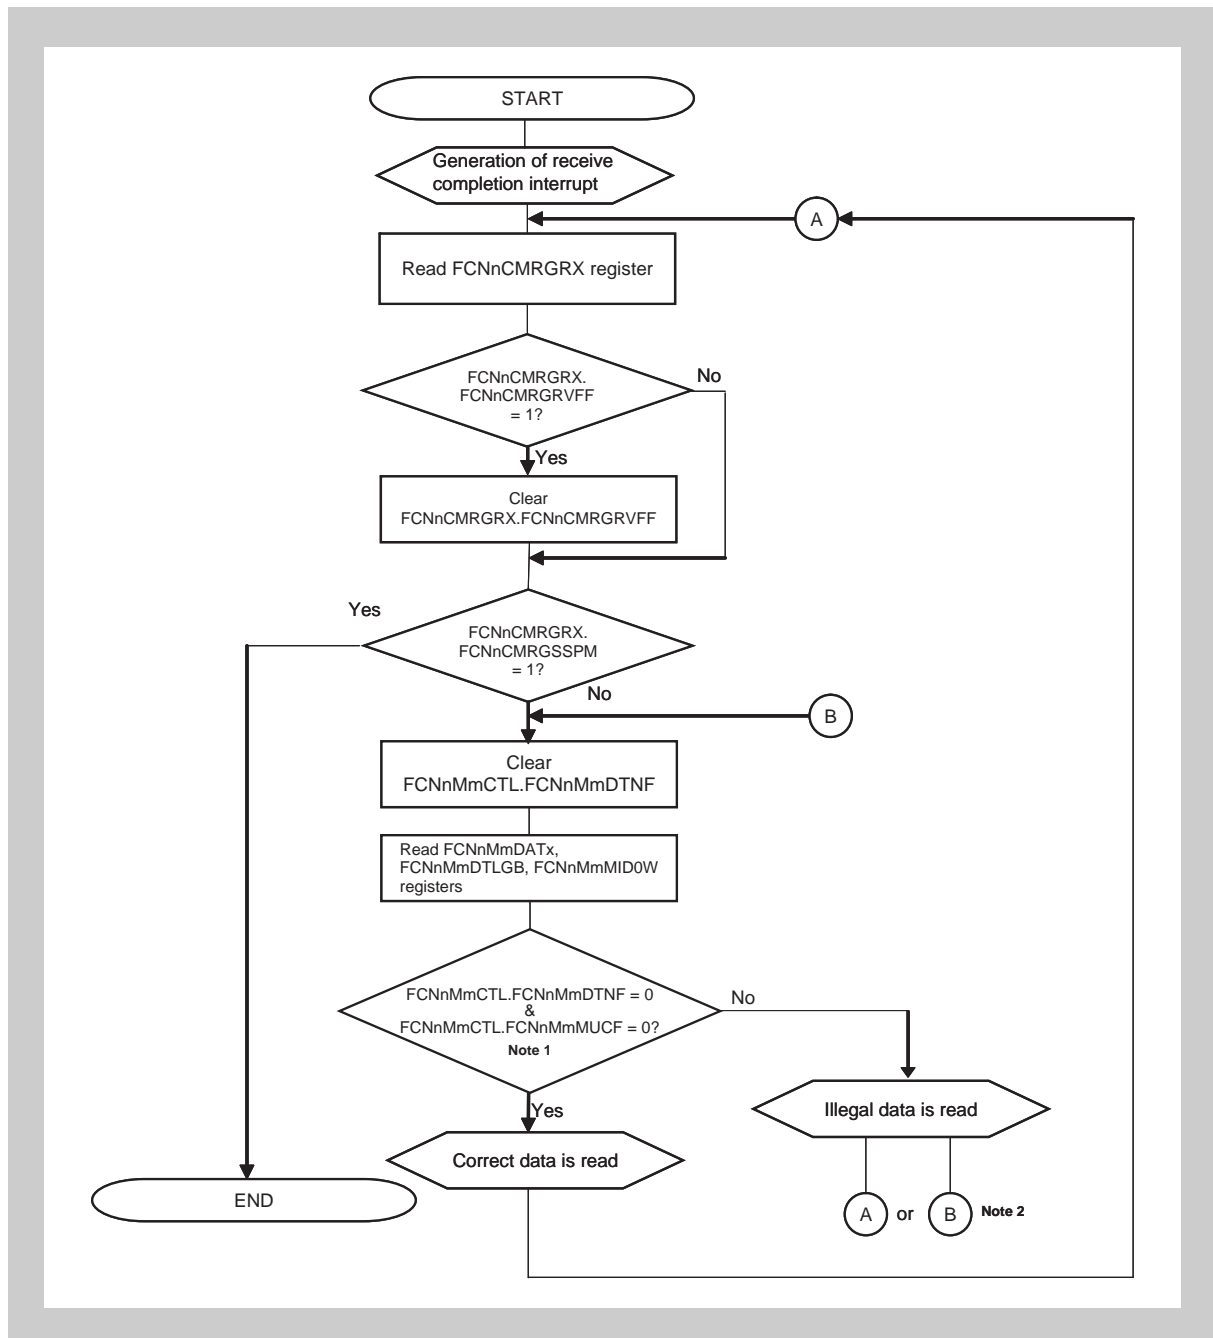 START
Generation of receive
completion interrupt
A
Read FCNnCMRGRX register
FCNnCMRGRX.
FCNnCMRGRVFF
= 1?
No
Yes
Clear
FCNnCMRGRX.FCNnCMRGRVFF
Yes
FCNnCMRGRX.
FCNnCMRGSSPM
= 1?
No
B
Clear
FCNnMmCTL.FCNnMmDTNF
Read FCNnMmDATx,
FCNnMmDTLGB, FCNnMmMID0W
registers
FCNnMmCTL.FCNnMmDTNF = 0
&
FCNnMmCTL.FCNnMmMUCF = 0?
Note 1
No
Yes
Illegal data is read
Correct data is read
END
A or B Note 2